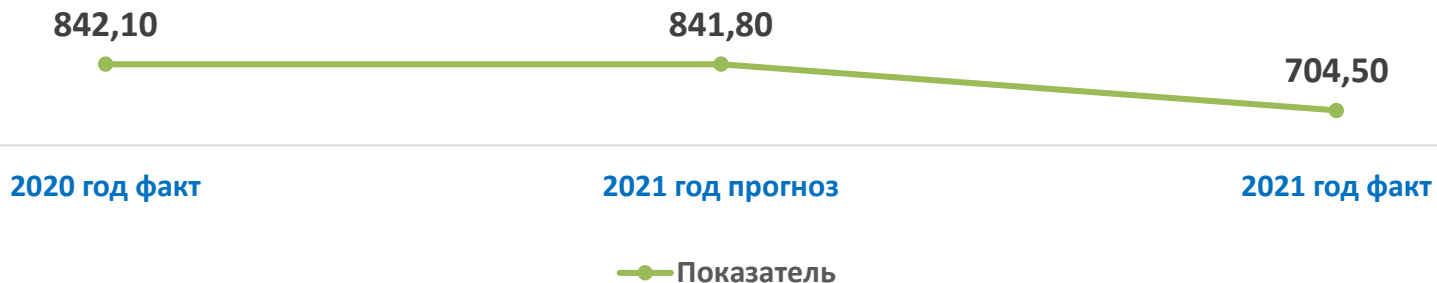 842,10 841,80
704,50
2020 год факт 2021 год прогноз 2021 год факт
Показатель